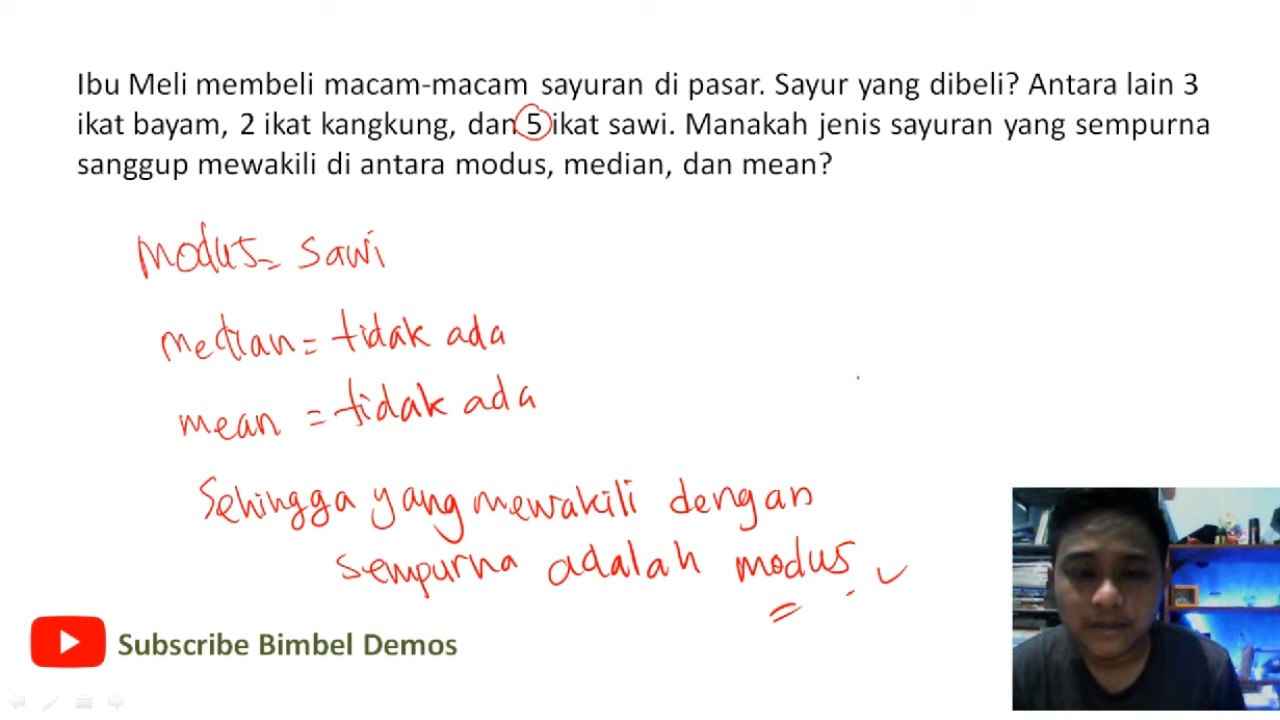 Ibu Meli membeli macam-macam sayuran di pasar. Sayur yang dibeli? Antara lain 3
ikat bayam, 2 ikat kangkung, dan 5 ikat sawi. Manakah jenis sayuran yang sempurna
sanggup mewakili di antara modus, median, dan mean?
Modus = sawi
median = tidak ada
mean = tidak ada
Sehingga yang mewakili dengan
sempurna adalah modus
Subscribe Bimbel Demos